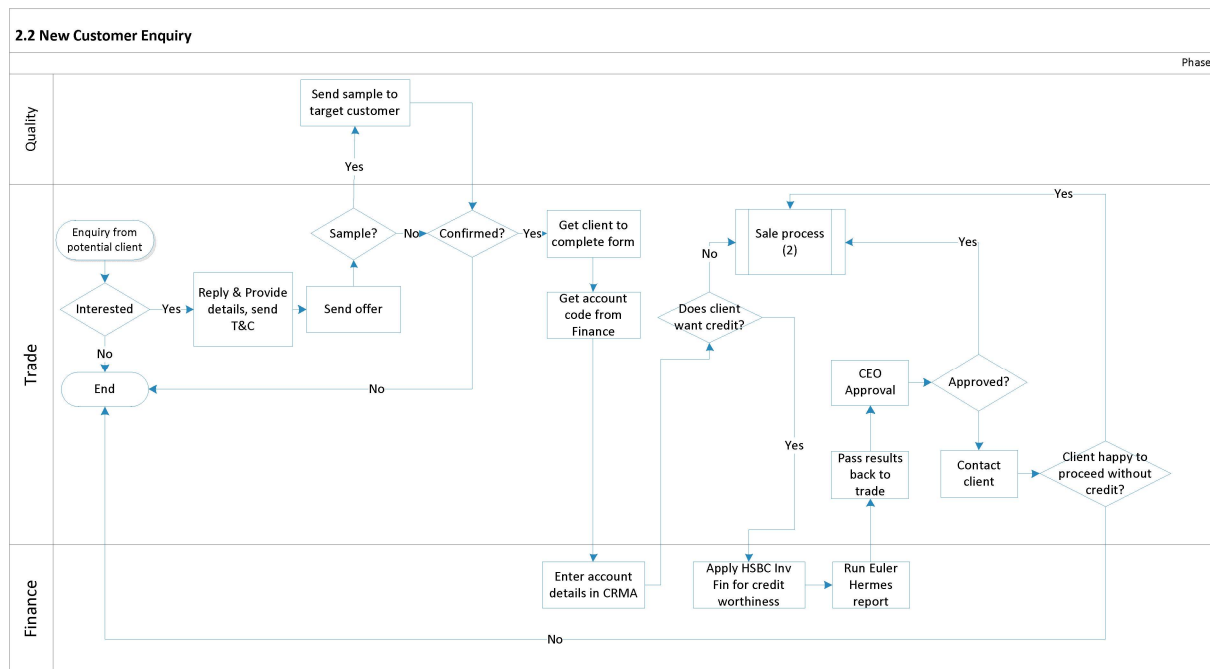 2.2 New Customer Enquiry
Phase
Quality
Send sample to
target customer
Yes
Trade
Enquiry from
potential client
Interested
Yes
No
End
Reply & Provide
details, send
T&C
Send offer
Sample?
No
Confirmed?
Yes
No
Get client to
complete form
Get account
code from
Finance
Does client
want credit?
No
Yes
Sale process
(2)
Yes
Yes
CEO
Approval
Approved?
Pass results
back to
trade
Contact
client
Client happy to
proceed without
credit?
Finance
Enter account
details in CRMA
Apply HSBC Inv
Fin for credit
worthiness
Run Euler
Hermes
report
No